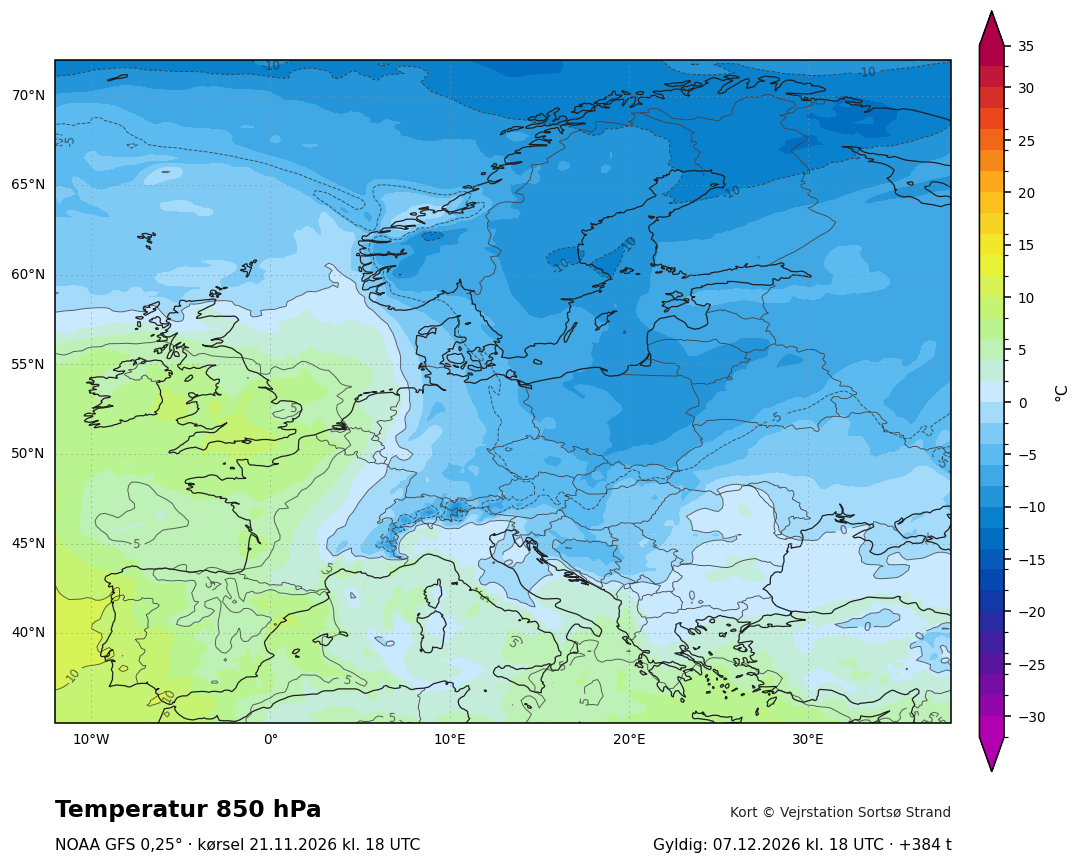 70°N
65°N
60°N
55°N
50°N
45°N
40°N
10°W
0°
10°E
20°E
30°E
35
30
25
20
15
10
5
0
−5
−10
−15
−20
−25
−30
°C
Temperatur 850 hPa
Kort © Vejrstation Sortsø Strand
NOAA GFS 0,25° · kørsel 21.11.2026 kl. 18 UTC
Gyldig: 07.12.2026 kl. 18 UTC · +384 t